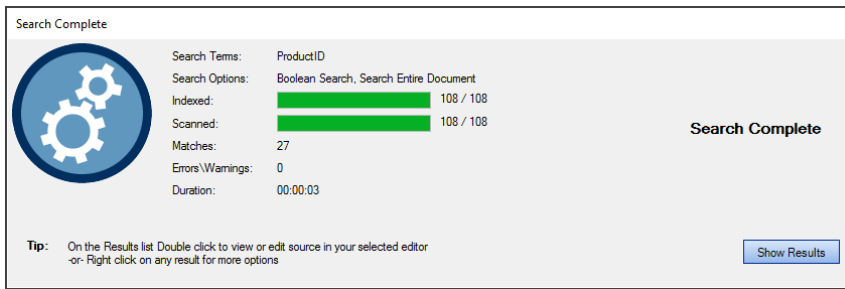 Search Complete
Search Terms: ProductID
Search Options: Boolean Search, Search Entire Document
Indexed: 108 / 108
Scanned: 108 / 108
Matches: 27
Errors\Warnings: 0
Duration: 00:00:03
Search Complete
Tip: On the Results list Double click to view or edit source in your selected editor
-or- Right click on any result for more options
Show Results